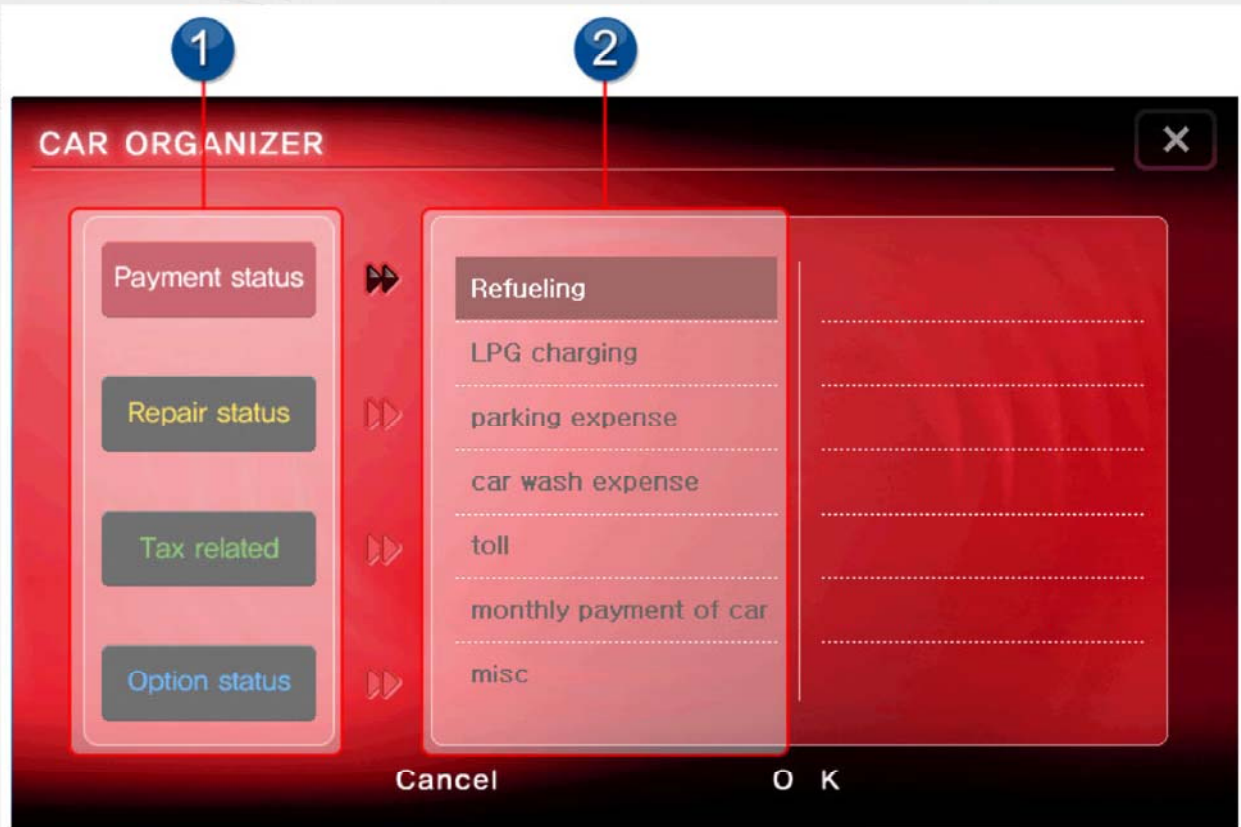 1
2
CAR ORGANIZER
Payment status
Repair status
Tax related
Option status
Refueling
LPG charging
parking expense
car wash expense
toll
monthly payment of car
misc
Cancel
O K